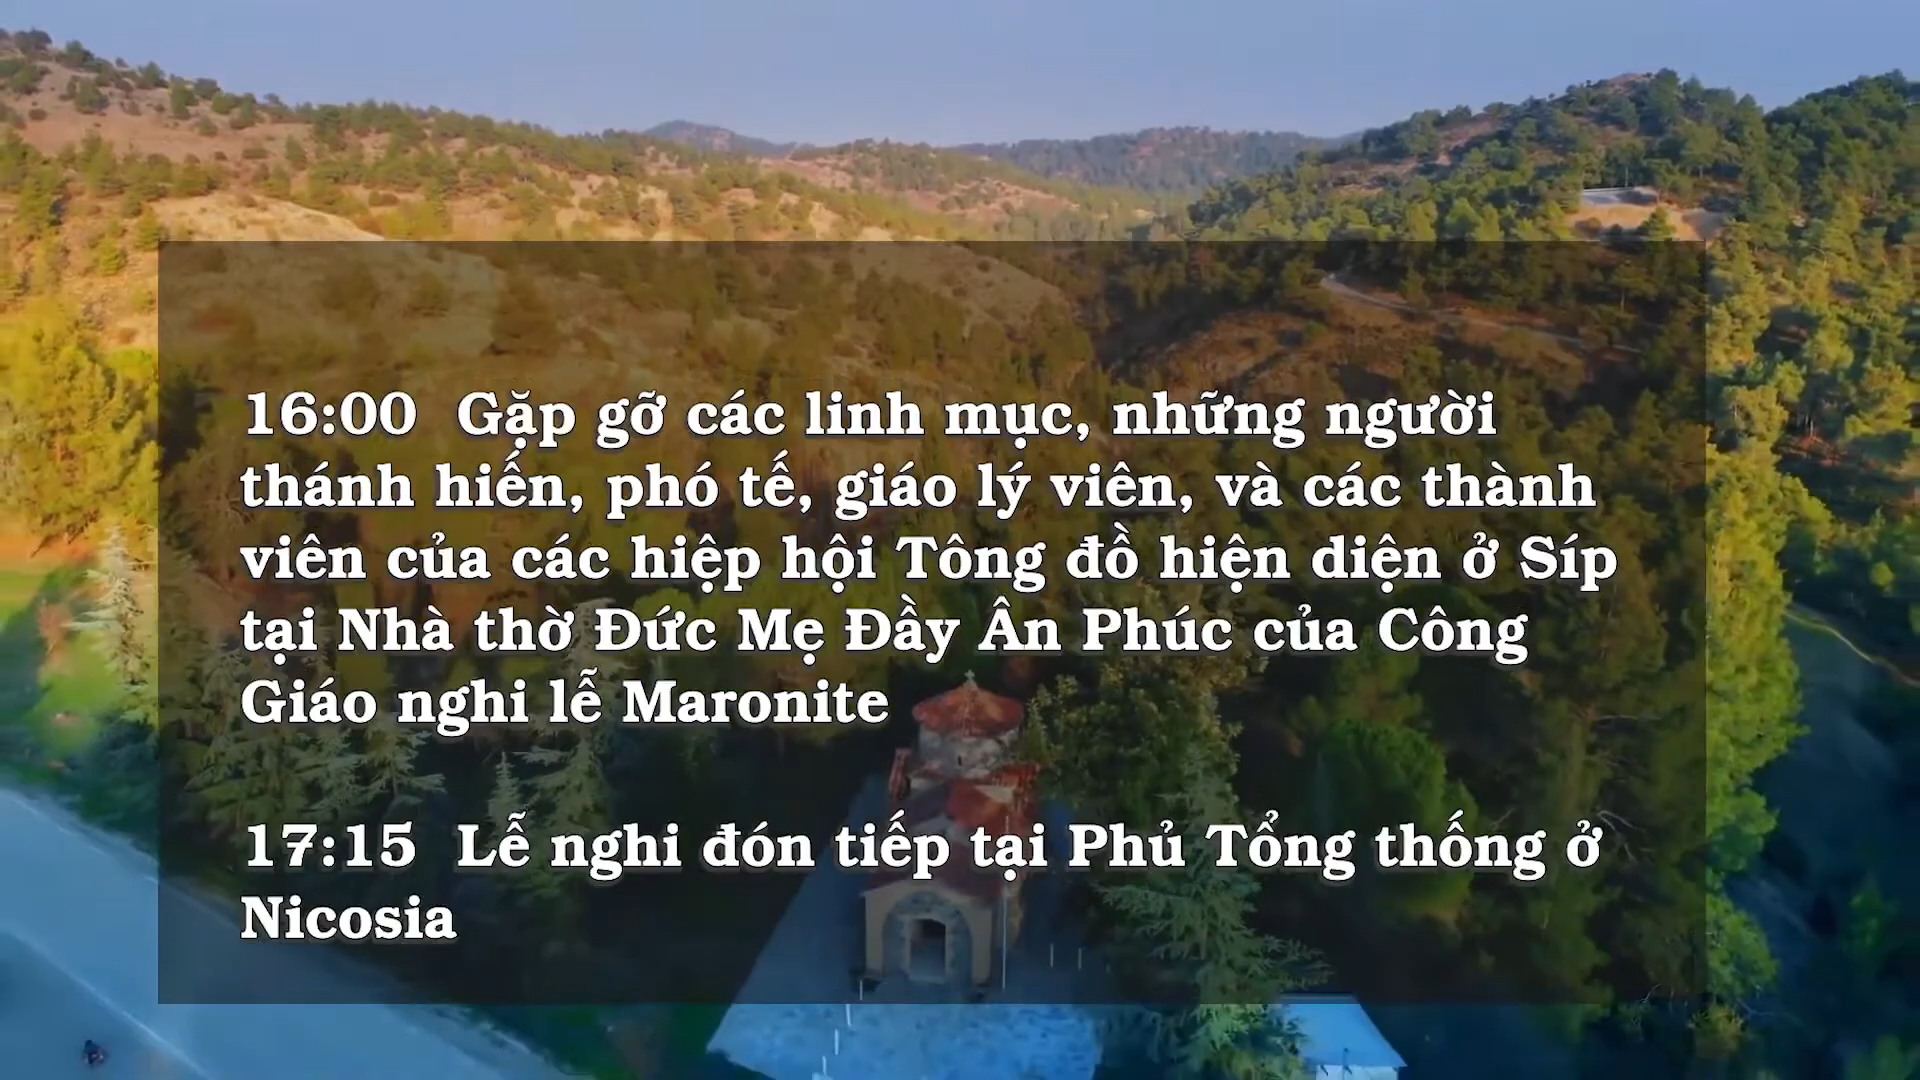 16:00 Gặp gỡ các linh mục, những người
thánh hiến, phó tế, giáo lý viên, và các thành
viên của các hiệp hội Tông đồ hiện diện ở Síp
tại Nhà thờ Đức Mẹ Đầy Ân Phúc của Công
Giáo nghi lễ Maronite
17:15 Lễ nghi đón tiếp tại Phủ Tổng thống ở
Nicosia